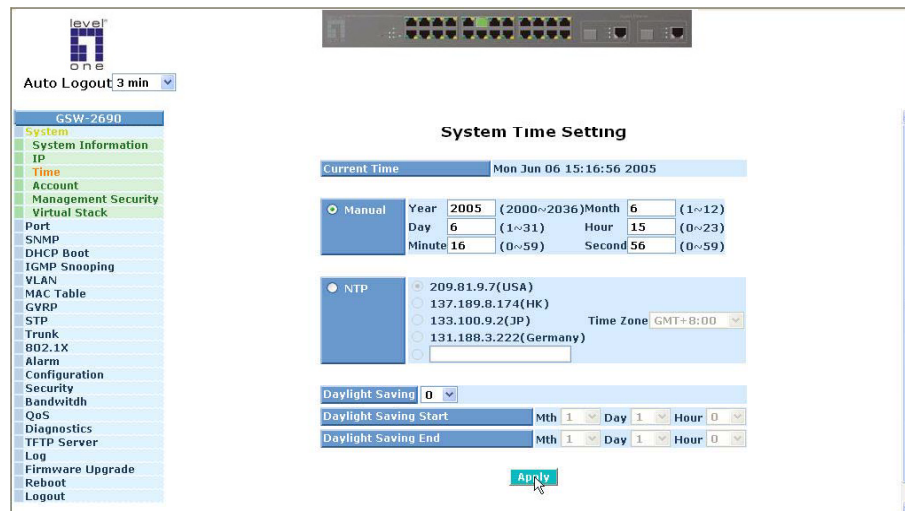 level
one
Auto Logout 3 min
GSW-2690
System
System Information
IP
Time
Account
Management Security
Virtual Stack
Port
SNMP
DHCP Boot
IGMP Snooping
VLAN
MAC Table
GVRP
STP
Trunk
802.1X
Alarm
Configuration
Security
Bandwitdh
QoS
Diagnostics
TFTP Server
Log
Firmware Upgrade
Reboot
Logout
System Time Setting
Current Time Mon Jun 06 15:16:56 2005
Manual Year 2005 (2000~2036) Month 6 (1~12)
Day 6 (1~31) Hour 15 (0~23)
Minute 16 (0~59) Second 56 (0~59)
NTP 209.81.9.7(USA)
137.189.8.174(HK)
133.100.9.2(JP) Time Zone GMT+8:00
131.188.3.222(Germany)
Daylight Saving 0
Daylight Saving Start Mth 1 Day 1 Hour 0
Daylight Saving End Mth 1 Day 1 Hour 0
Apply